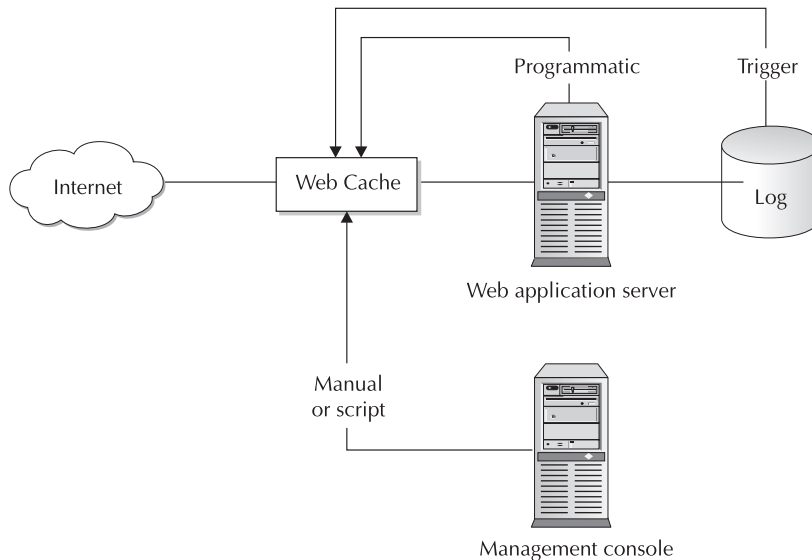 Programmatic
Trigger
Internet
Web Cache
Log
Web application server
Manual
or script
Management console